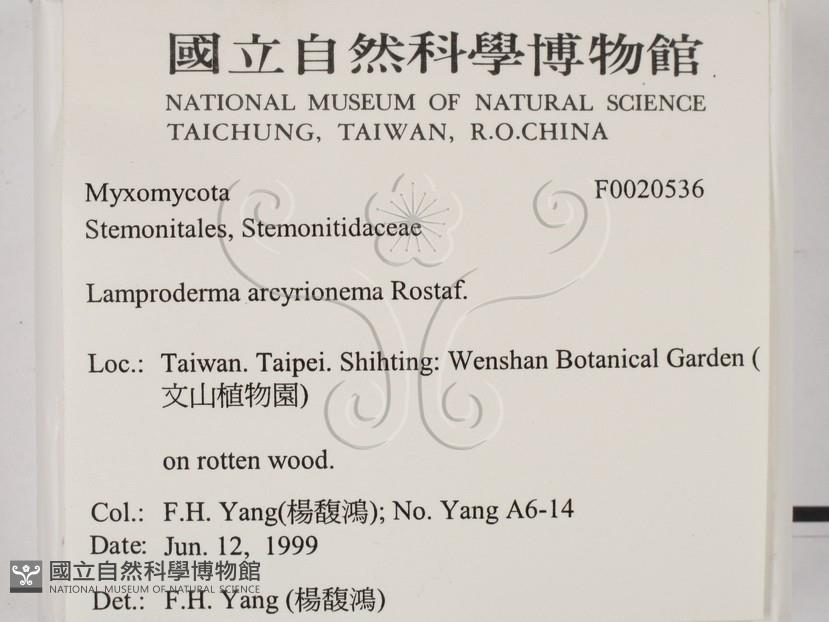 國立自然科學博物館
NATIONAL MUSEUM OF NATURAL SCIENCE
TAICHUNG, TAIWAN, R.O.CHINA
Myxomycota F0020536
Stemonitales, Stemonitidaceae
Lamproderma arcyrionema Rostaf.
Loc.: Taiwan. Taipei. Shihting: Wenshan Botanical Garden (
文山植物園)
on rotten wood.
Col.: F.H. Yang(楊馥鴻); No. Yang A6-14
Date: Jun. 12, 1999
國立自然科學博物館
NATIONAL MUSEUM OF NATURAL SCIENCE
Det.: F.H. Yang (楊馥鴻)